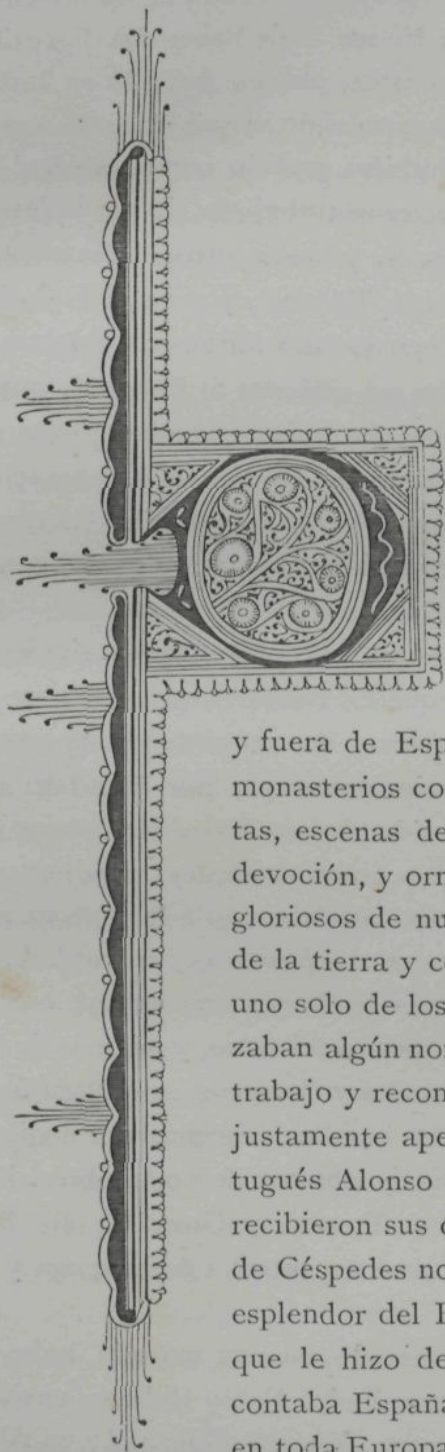 y fuera de Esp
monasterios co
tas, escenas de
devoción, y orn
gloriosos de nu
de la tierra y c
uno solo de los
zaban algún no
trabajo y recon
justamente ape
tugués Alonso
recibieron sus
de Céspedes no
esplendor del
que le hizo de
contaba España
en toda Europa